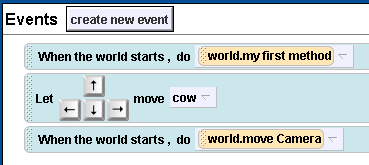 Events create new event
When the world starts , do world.my first method
Let ↑ ← ↓ → move cow
When the world starts , do world.move Camera